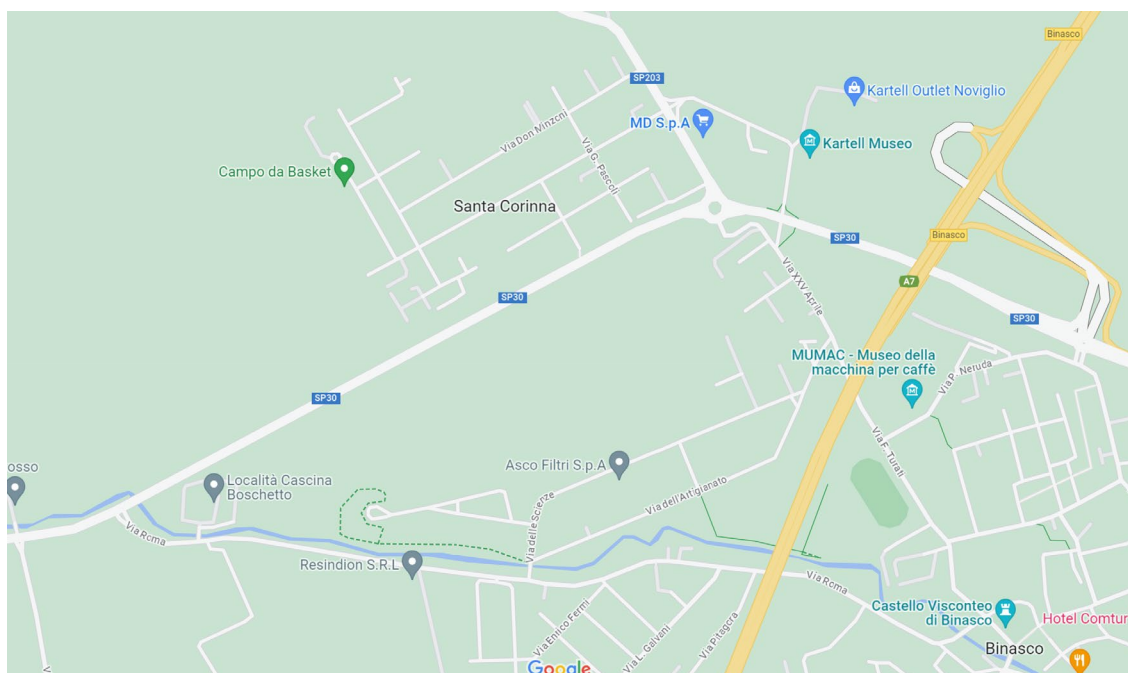 Binasco
SP203
Kartell Outlet Noviglio
MD S.p.A
Via Don Minzoni
Kartell Museo
Via G. Pascoli
Campo da Basket
Santa Corinna
SP30
Binasco
Via XXV Aprile
A7
SP30
SP30
MUMAC - Museo della
macchina per caffè
Via P. Neruda
SP30
Via F. Turati
osso
Asco Filtri S.p.A
Località Cascina
Boschetto
Via dell'Artigianato
Via delle Scienze
Via Roma
Resindion S.R.L
Via Roma
Via Enrico Fermi
Via L. Galvani
Via Pitagora
Castello Visconteo
di Binasco
Hotel Comtur
Binasco
Google
V